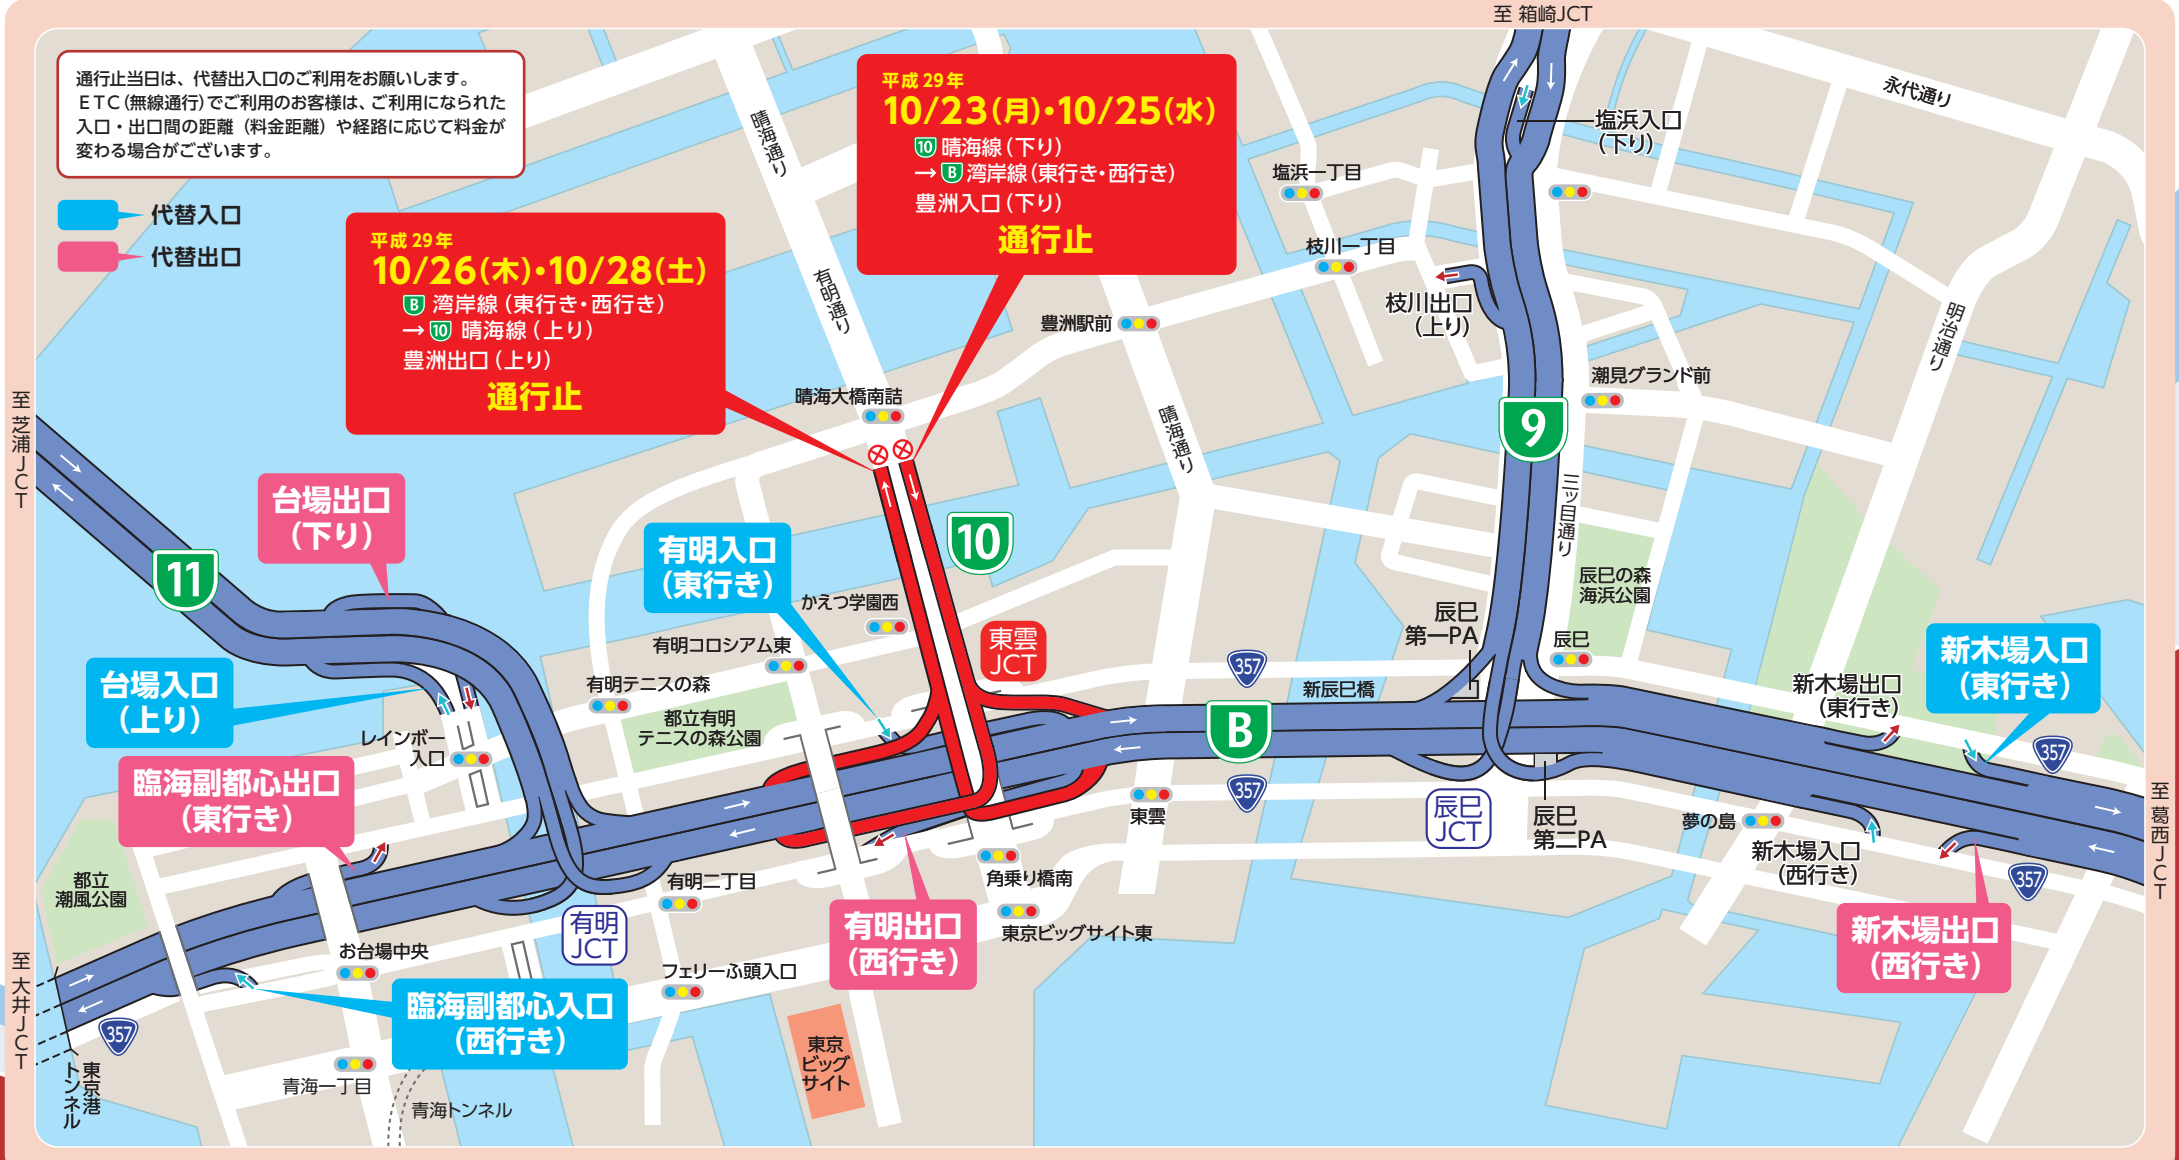 至 箱崎JCT
通行止当日は、代替出入口のご利用をお願いします。
ETC(無線通行)でご利用のお客様は、ご利用になられた
入口・出口間の距離（料金距離）や経路に応じて料金が
変わる場合がございます。
代替入口
代替出口
平成29年
10/23(月)・10/25(水)
10 晴海線(下り)
→ B 湾岸線(東行き・西行き)
豊洲入口(下り)
通行止
平成29年
10/26(木)・10/28(土)
B 湾岸線(東行き・西行き)
→ 10 晴海線(上り)
豊洲出口(上り)
通行止
晴海通り
有明通り
永代通り
塩浜入口
(下り)
塩浜一丁目
枝川一丁目
枝川出口
(上り)
豊洲駅前
明治通り
潮見グランド前
晴海大橋南詰
晴海通り
9
三ツ目通り
至 芝浦JCT
台場出口
(下り)
11
有明入口
(東行き)
10
かえつ学園西
有明コロシアム東
東雲
JCT
有明テニスの森
都立有明
テニスの森公園
辰巳の森
海浜公園
辰巳
第一PA
辰巳
357
新辰巳橋
B
357
新木場出口
(東行き)
新木場入口
(東行き)
357
台場入口
(上り)
レインボー
入口
臨海副都心出口
(東行き)
東雲
辰巳
JCT
辰巳
第二PA
夢の島
新木場入口
(西行き)
357
至 葛西JCT
新木場出口
(西行き)
都立
潮風公園
有明二丁目
角乗り橋南
有明
JCT
有明出口
(西行き)
東京ビッグサイト東
お台場中央
フェリーふ頭入口
臨海副都心入口
(西行き)
至 大井JCT
357
東京港
トンネル
東京
ビッグ
サイト
青海一丁目
青海トンネル